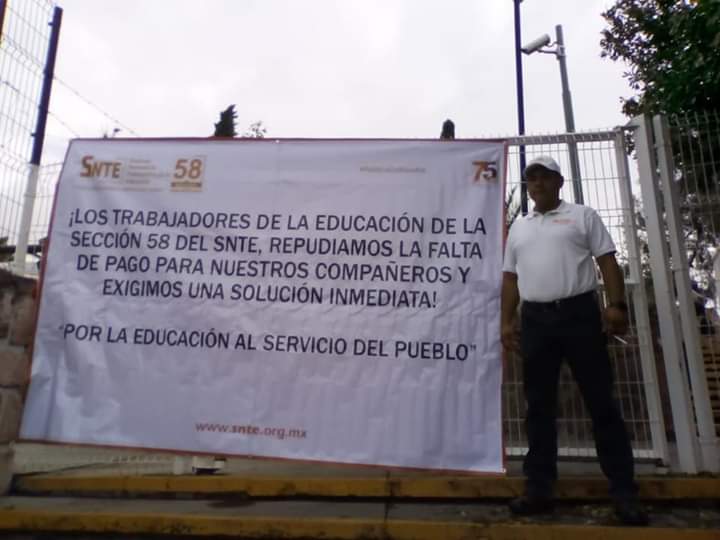 SNTE
58
75
¡LOS TRABAJADORES DE LA EDUCACIÓN DE LA
SECCIÓN 58 DEL SNTE, REPUDIAMOS LA FALTA
DE PAGO PARA NUESTROS COMPAÑEROS Y
EXIGIMOS UNA SOLUCIÓN INMEDIATA!
"POR LA EDUCACIÓN AL SERVICIO DEL PUEBLO"
www.snte.org.mx